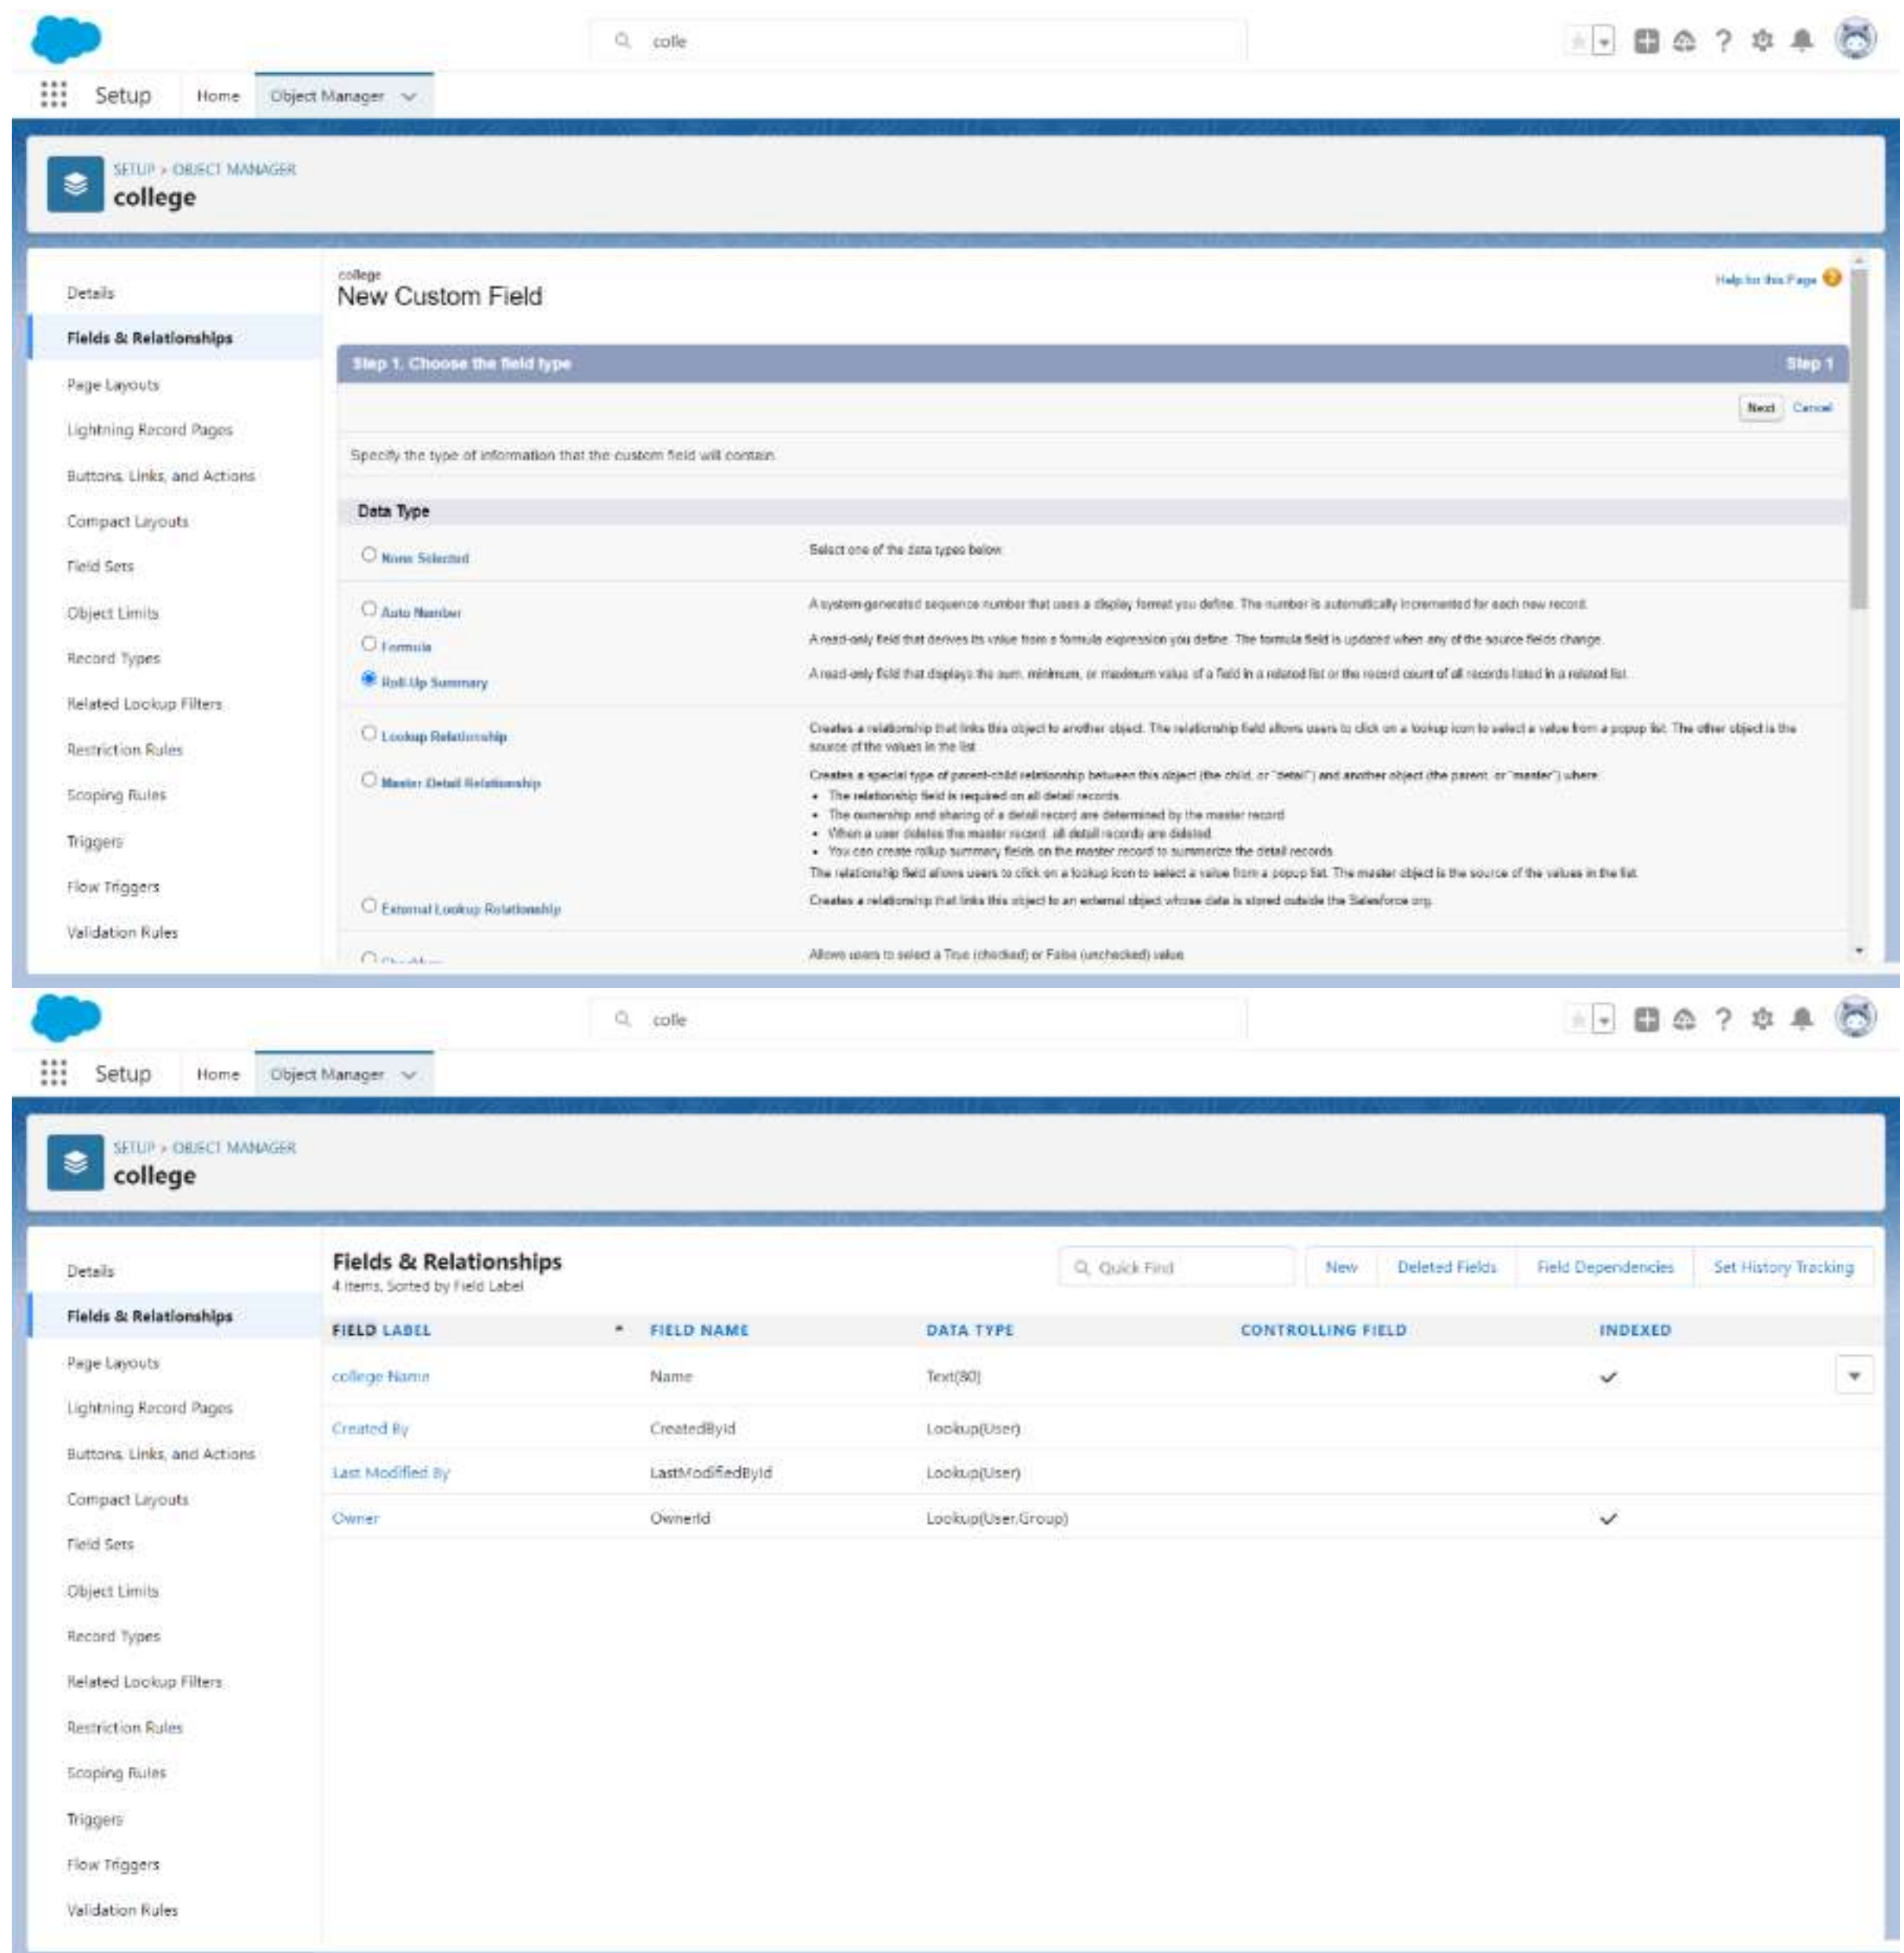 colle
Setup Home Object Manager
SETUP > OBJECT MANAGER
college
Details
Fields & Relationships
Page Layouts
Lightning Record Pages
Buttons, Links, and Actions
Compact Layouts
Field Sets
Object Limits
Record Types
Related Lookup Filters
Restriction Rules
Scoping Rules
Triggers
Flow Triggers
Validation Rules
college
New Custom Field
Help for this Page
Step 1. Choose the field type Step 1
Next Cancel
Specify the type of information that the custom field will contain.
Data Type
None Selected Select one of the data types below.
Auto Number A system-generated sequence number that uses a display format you define. The number is automatically incremented for each new record.
Formula A read-only field that derives its value from a formula expression you define. The formula field is updated when any of the source fields change.
Roll-Up Summary A read-only field that displays the sum, minimum, or maximum value of a field in a related list or the record count of all records listed in a related list.
Lookup Relationship Creates a relationship that links this object to another object. The relationship field allows users to click on a lookup icon to select a value from a popup list. The other object is the
source of the values in the list.
Master-Detail Relationship Creates a special type of parent-child relationship between this object (the child, or "detail") and another object (the parent, or "master") where:
• The relationship field is required on all detail records.
• The ownership and sharing of a detail record are determined by the master record.
• When a user deletes the master record, all detail records are deleted.
• You can create rollup summary fields on the master record to summarize the detail records.
The relationship field allows users to click on a lookup icon to select a value from a popup list. The master object is the source of the values in the list.
External Lookup Relationship Creates a relationship that links this object to an external object whose data is stored outside the Salesforce org.
Allows users to select a True (checked) or False (unchecked) value.
colle
Setup Home Object Manager
SETUP > OBJECT MANAGER
college
Details
Fields & Relationships
Page Layouts
Lightning Record Pages
Buttons, Links, and Actions
Compact Layouts
Field Sets
Object Limits
Record Types
Related Lookup Filters
Restriction Rules
Scoping Rules
Triggers
Flow Triggers
Validation Rules
Fields & Relationships
4 Items, Sorted by Field Label
Quick Find New Deleted Fields Field Dependencies Set History Tracking
FIELD LABEL FIELD NAME DATA TYPE CONTROLLING FIELD INDEXED
college Name Name Text(80)
Created By CreatedById Lookup(User)
Last Modified By LastModifiedById Lookup(User)
Owner OwnerId Lookup(User,Group)